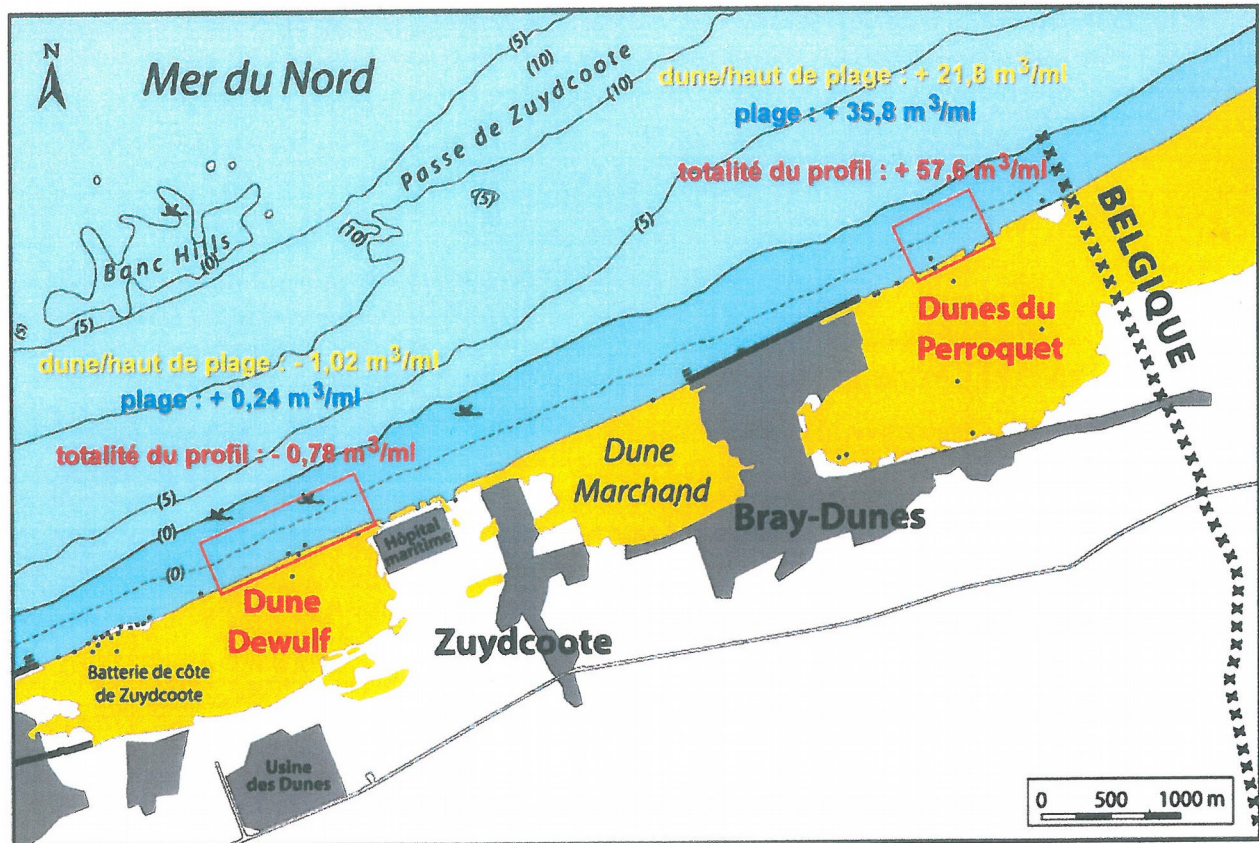 N
Mer du Nord
(5)
(10)
(10)
Passe de Zuydcoote
dune/haut de plage : + 21,8 m³/ml
plage : + 35,8 m³/ml
totalité du profil : + 57,6 m³/ml
(5)
(10)
(5)
Banc Hills
(0)
(5)
BELGIQUE
Dunes du
Perroquet
dune/haut de plage : - 1,02 m³/ml
plage : + 0,24 m³/ml
totalité du profil : - 0,78 m³/ml
(5)
(0)
(0)
Dune
Marchand
Bray-Dunes
Hôpital
maritime
Dune
Dewulf
Zuydcoote
Batterie de côte
de Zuydcoote
Usine
des Dunes
0 500 1000 m